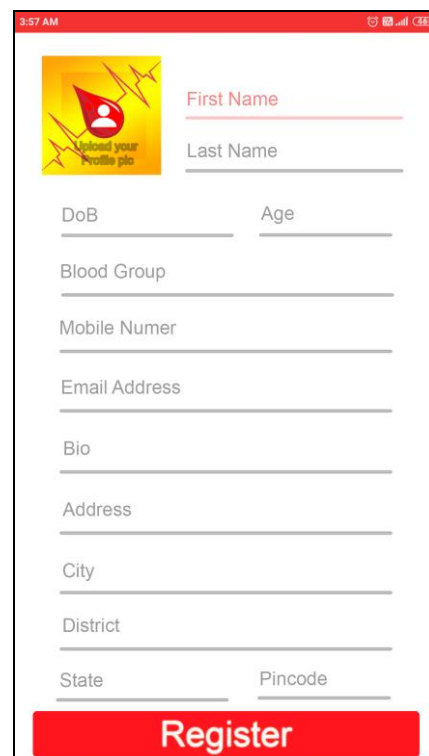 3:57 AM
46
Upload your
Profile pic
First Name
Last Name
DoB Age
Blood Group
Mobile Numer
Email Address
Bio
Address
City
District
State Pincode
Register